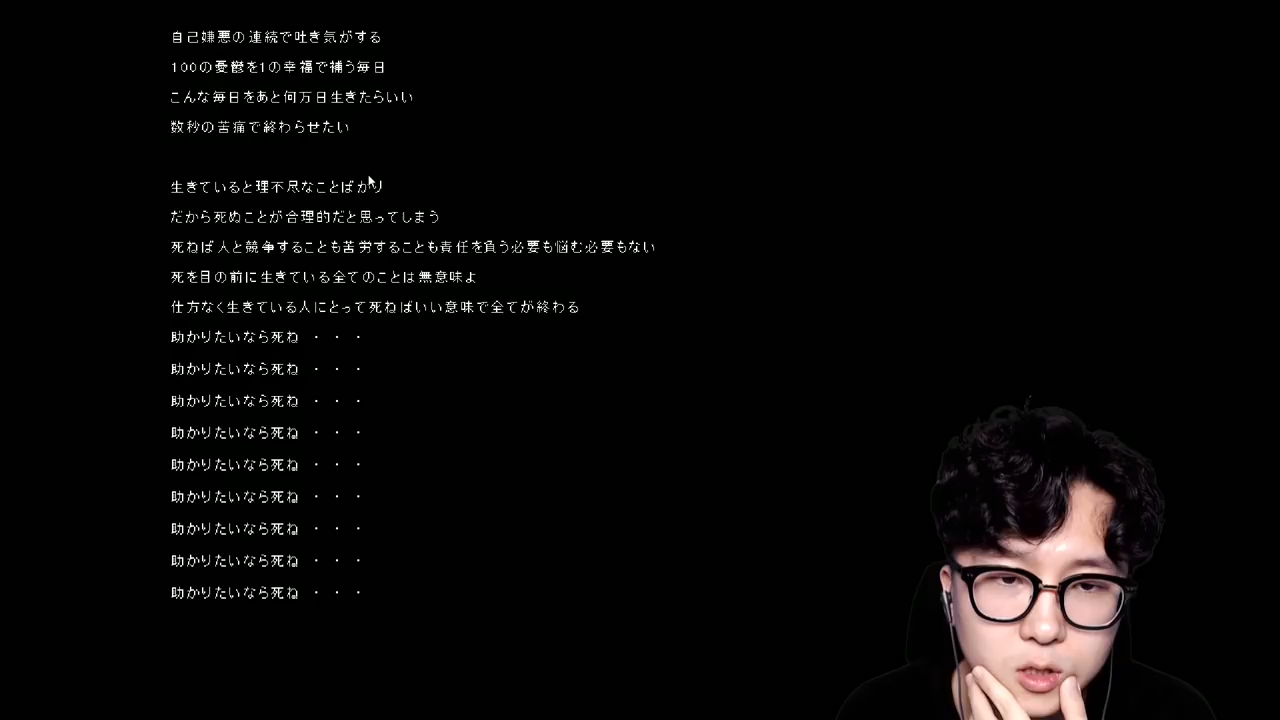 自己嫌悪の連続で吐き気がする
100の憂鬱を1の幸福で補う毎日
こんな毎日をあと何万日生きたらいい
数秒の苦痛で終わらせたい
生きていると理不尽なことばかり
だから死ぬことが合理的だと思ってしまう
死ねば人と競争することも苦労することも責任を負う必要も悩む必要もない
死を目の前に生きている全てのことは無意味よ
仕方なく生きている人にとって死ねばいい意味で全てが終わる
助かりたいなら死ね ・ ・ ・
助かりたいなら死ね ・ ・ ・
助かりたいなら死ね ・ ・ ・
助かりたいなら死ね ・ ・ ・
助かりたいなら死ね ・ ・ ・
助かりたいなら死ね ・ ・ ・
助かりたいなら死ね ・ ・ ・
助かりたいなら死ね ・ ・ ・
助かりたいなら死ね ・ ・ ・